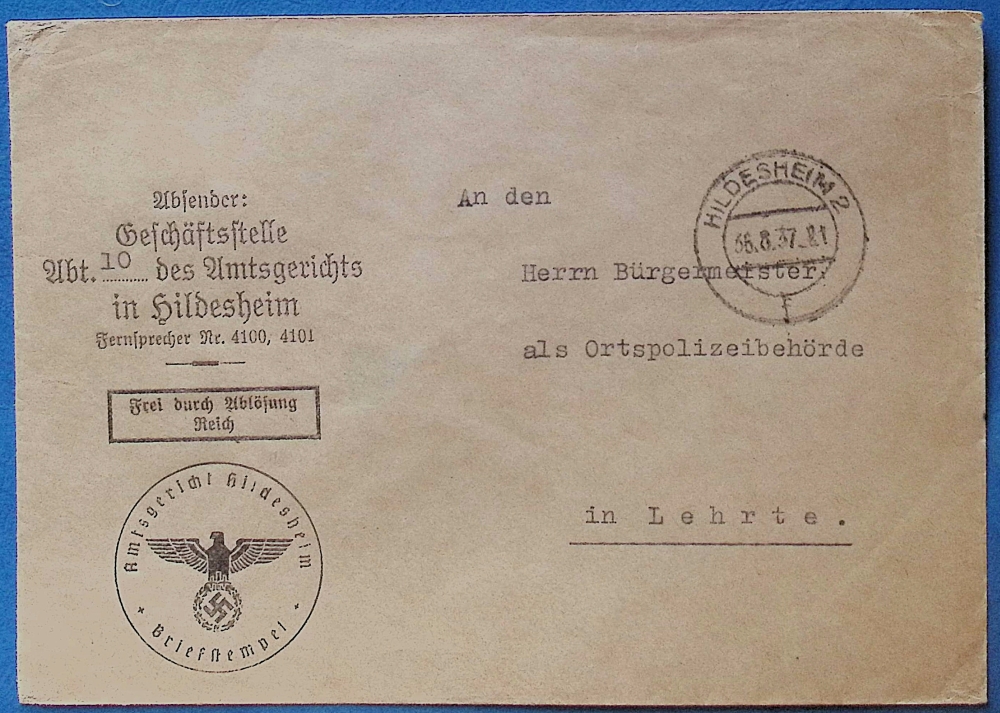 Absender:
Geschäftsstelle
Abt. 10 des Amtsgerichts
in Hildesheim
Fernsprecher Nr. 4100, 4101
Frei durch Ablösung
Reich
Amtsgericht Hildesheim
+ Briefstempel +
An den
Herrn Bürgermeister
als Ortspolizeibehörde
in Lehrte.
HILDESHEIM 2